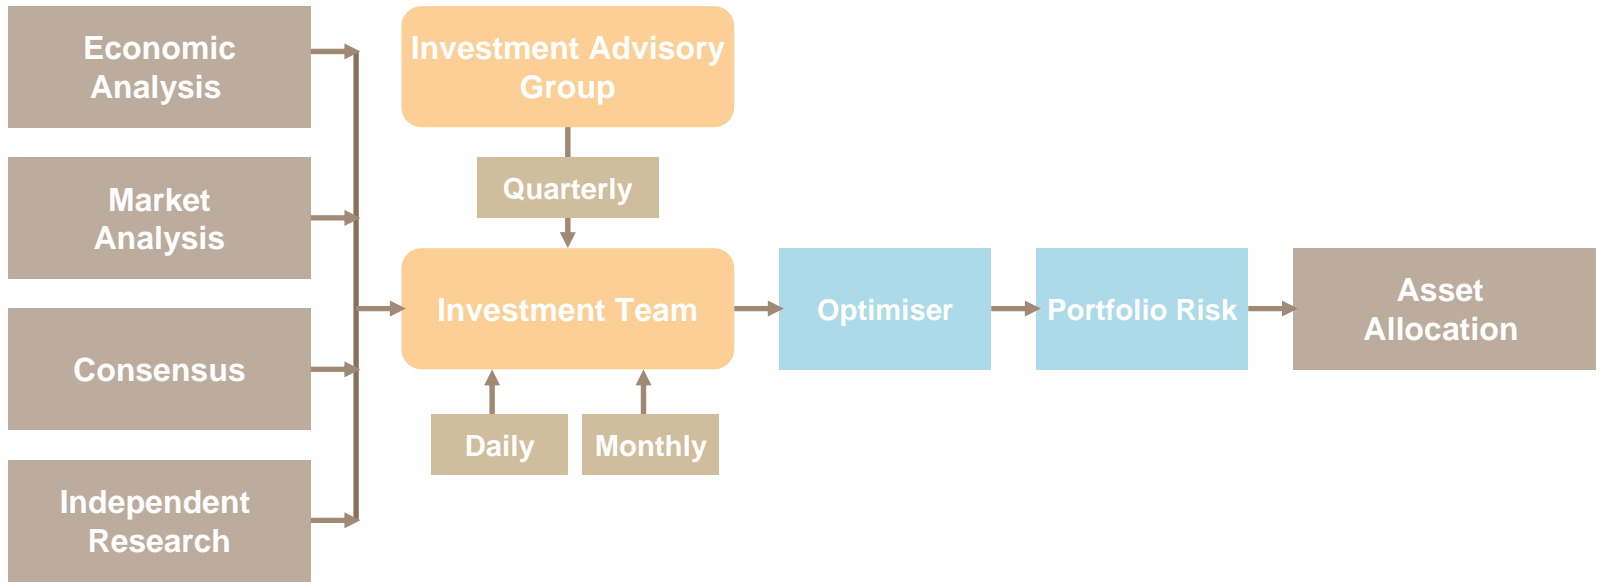 Economic
Analysis
Investment Advisory
Group
Market
Analysis
Quarterly
Investment Team
Optimiser
Portfolio Risk
Asset
Allocation
Consensus
Daily
Monthly
Independent
Research